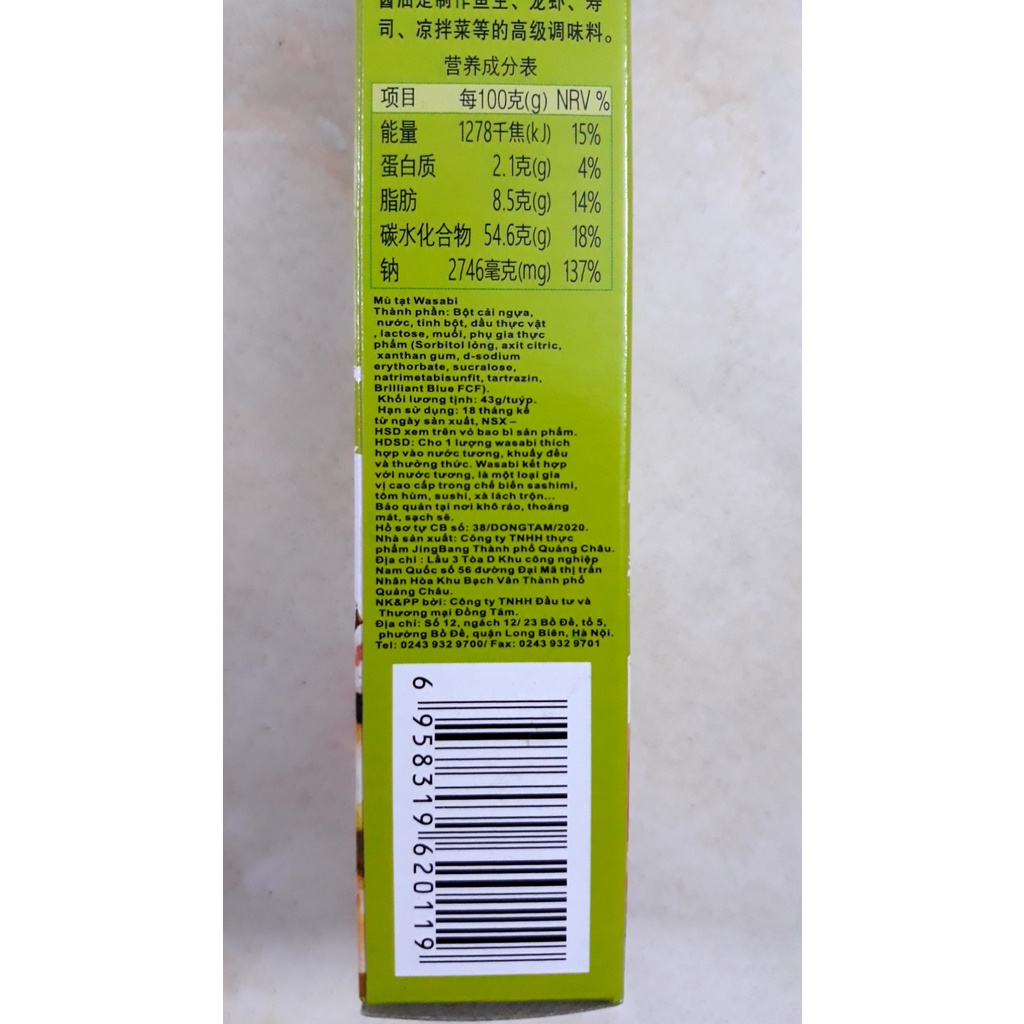 酱油定制作鱼生、龙虾、寿
司、凉拌菜等的高级调味料。
营养成分表
项目 每100克(g) NRV %
能量 1278千焦(kJ) 15%
蛋白质 2.1克(g) 4%
脂肪 8.5克(g) 14%
碳水化合物 54.6克(g) 18%
钠 2746毫克(mg) 137%
Mù tạt Wasabi
Thành phần: Bột cải ngựa,
nước, tinh bột, dầu thực vật
, lactose, muối, phụ gia thực
phẩm (Sorbitol lỏng, axit citric,
xanthan gum, d-sodium
erythorbate, sucralose,
natrimetabisunfit, tartrazin,
Brilliant Blue FCF).
Khối lượng tịnh: 43g/tuýp.
Hạn sử dụng: 18 tháng kể
từ ngày sản xuất, NSX –
HSD xem trên vỏ bao bì sản phẩm.
HDSD: Cho 1 lượng wasabi thích
hợp vào nước tương, khuấy đều
và thưởng thức. Wasabi kết hợp
với nước tương, là một loại gia
vị cao cấp trong chế biến sashimi,
tôm hùm, sushi, xà lách trộn...
Bảo quản tại nơi khô ráo, thoáng
mát, sạch sẽ.
Hồ sơ tự CB số: 38/DONGTAM/2020.
Nhà sản xuất: Công ty TNHH thực
phẩm JingBang Thành phố Quảng Châu.
Địa chỉ : Lầu 3 Tòa D Khu công nghiệp
Nam Quốc số 56 đường Đại Mã thị trấn
Nhân Hòa Khu Bạch Vân Thành phố
Quảng Châu.
NK&PP bởi: Công ty TNHH Đầu tư và
Thương mại Đồng Tâm.
Địa chỉ: Số 12, ngách 12/ 23 Bồ Đề, tổ 5,
phường Bồ Đề, quận Long Biên, Hà Nội.
Tel: 0243 932 9700/ Fax: 0243 932 9701
6 958319 620119